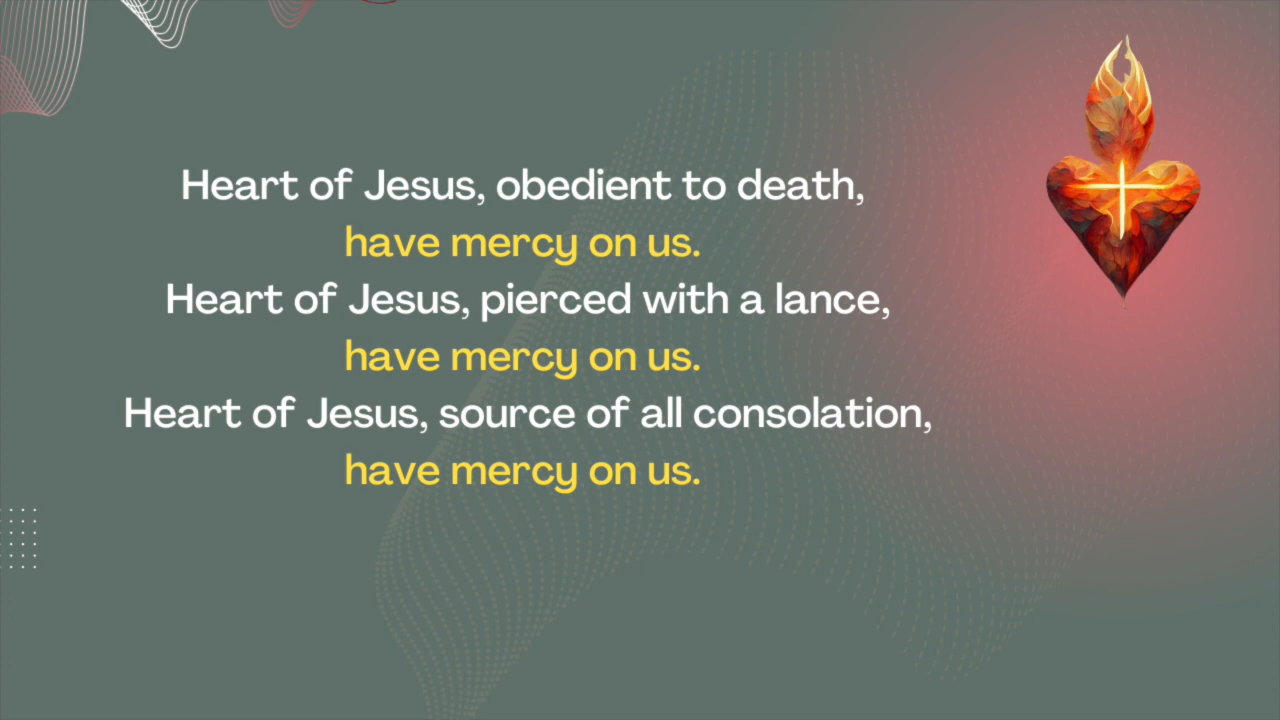 Heart of Jesus, obedient to death,
have mercy on us.
Heart of Jesus, pierced with a lance,
have mercy on us.
Heart of Jesus, source of all consolation,
have mercy on us.